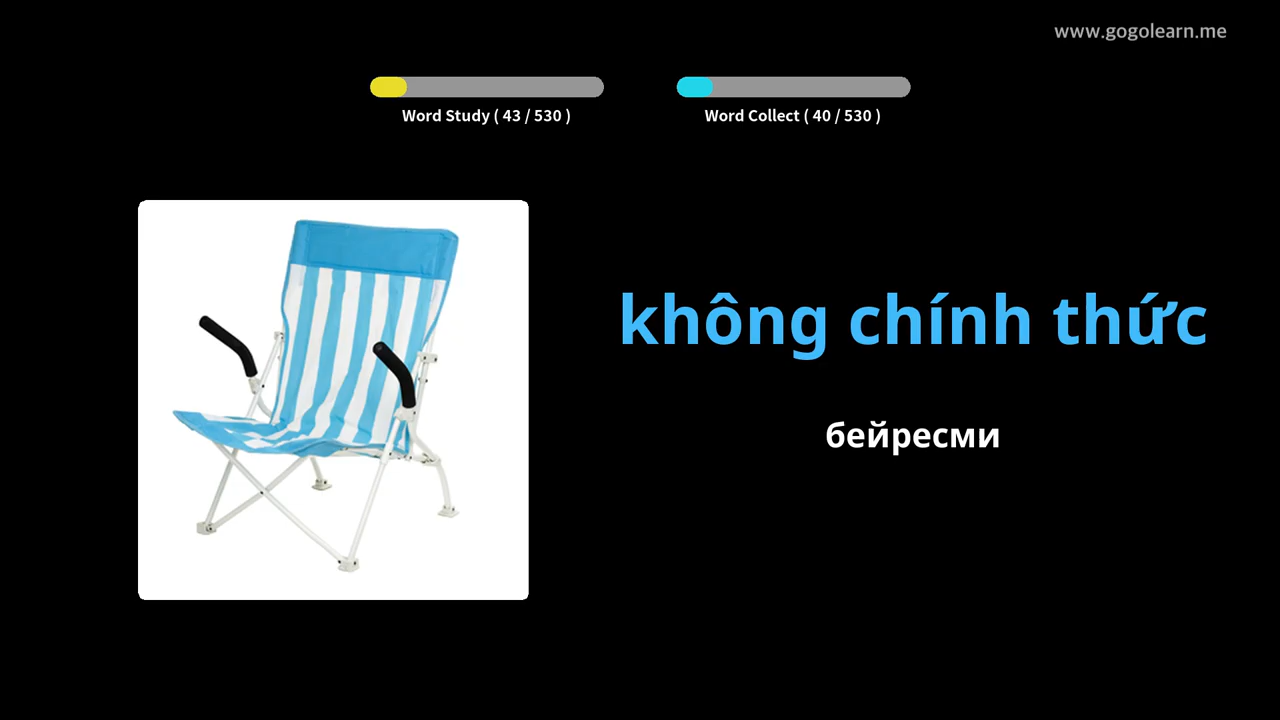 www.gogolearn.me
Word Study ( 43 / 530 )
Word Collect ( 40 / 530 )
không chính thức
бейресми